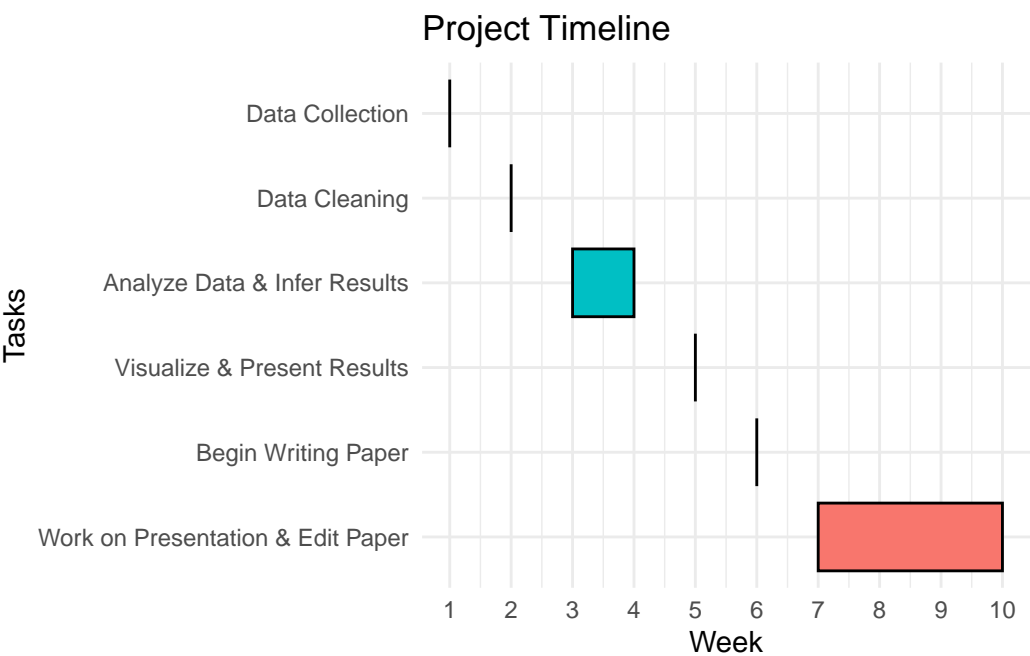 Project Timeline
Data Collection
Data Cleaning
Analyze Data & Infer Results
Visualize & Present Results
Begin Writing Paper
Work on Presentation & Edit Paper
Tasks
1 2 3 4 5 6 7 8 9 10
Week